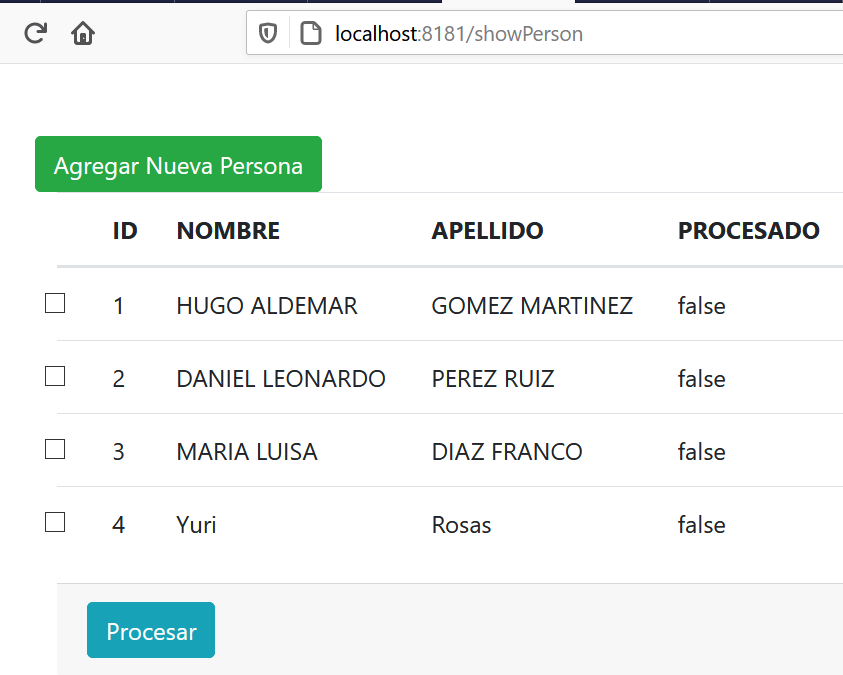 localhost:8181/showPerson
Agregar Nueva Persona
ID NOMBRE APELLIDO PROCESADO
1 HUGO ALDEMAR GOMEZ MARTINEZ false
2 DANIEL LEONARDO PEREZ RUIZ false
3 MARIA LUISA DIAZ FRANCO false
4 Yuri Rosas false
Procesar